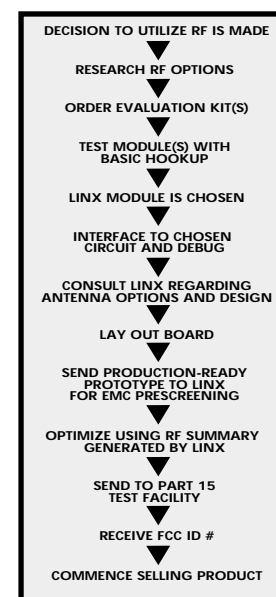 DECISION TO UTILIZE RF IS MADE
RESEARCH RF OPTIONS
ORDER EVALUATION KIT(S)
TEST MODULE(S) WITH
BASIC HOOKUP
LINX MODULE IS CHOSEN
INTERFACE TO CHOSEN
CIRCUIT AND DEBUG
CONSULT LINX REGARDING
ANTENNA OPTIONS AND DESIGN
LAY OUT BOARD
SEND PRODUCTION-READY
PROTOTYPE TO LINX
FOR EMC PRESCREENING
OPTIMIZE USING RF SUMMARY
GENERATED BY LINX
SEND TO PART 15
TEST FACILITY
RECEIVE FCC ID #
COMMENCE SELLING PRODUCT